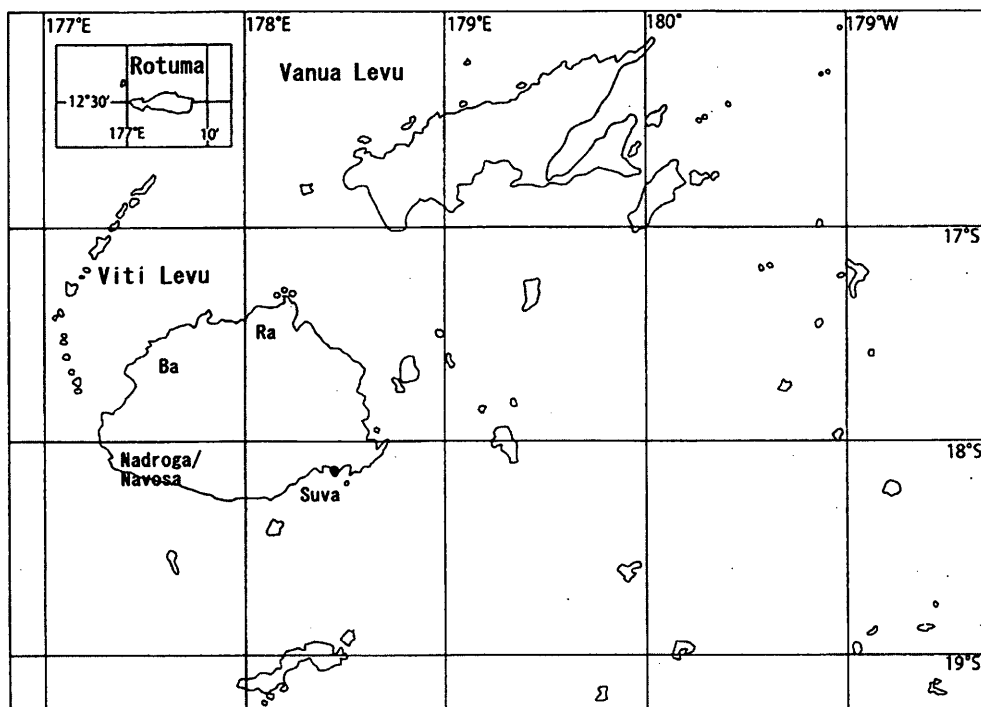 177°E
178°E
179°E
180°
179°W
Rotuma
12°30′
177°E
10′
Vanua Levu
17°S
Viti Levu
Ra
Ba
18°S
Nadroga/
Navosa
Suva
19°S